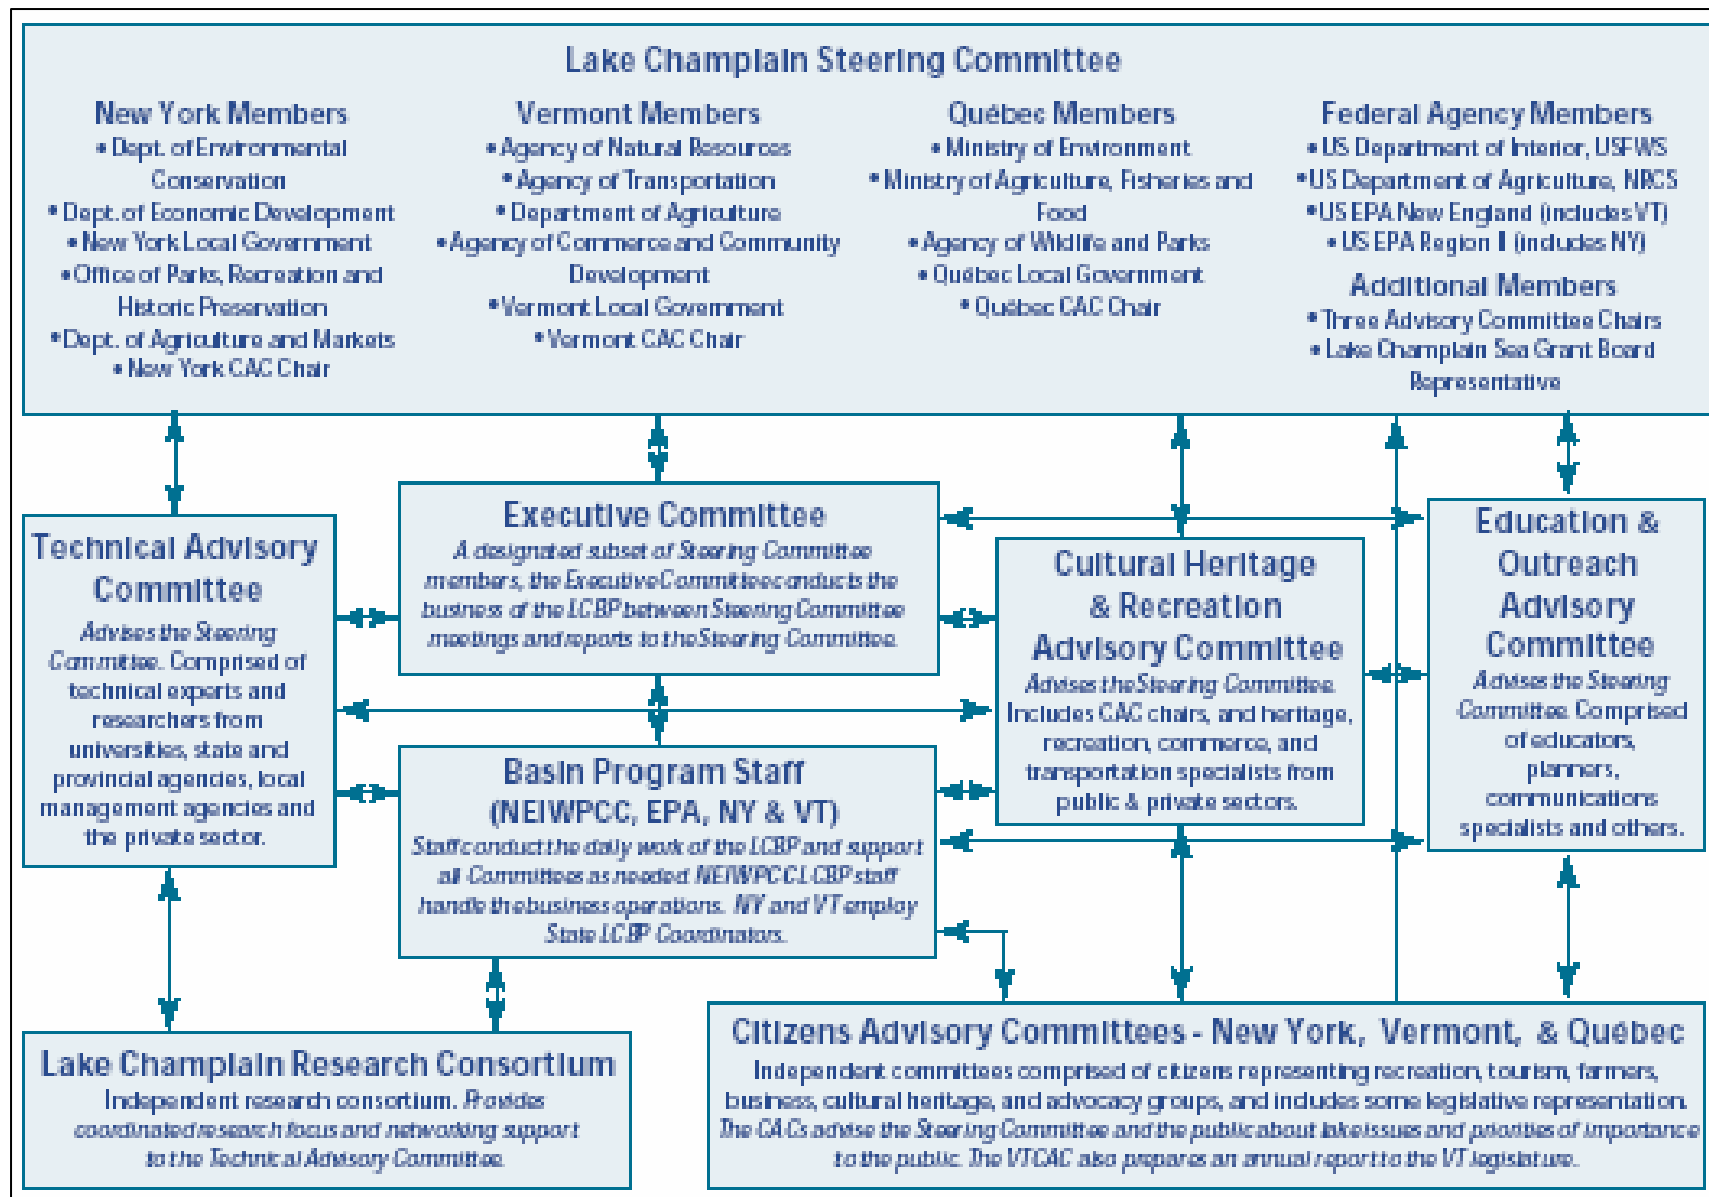 Lake Champlain Steering Committee
New York Members
• Dept. of Environmental
Conservation
• Dept. of Economic Development
• New York Local Government
• Office of Parks, Recreation and
Historic Preservation
• Dept. of Agriculture and Markets
• New York CAC Chair
Vermont Members
• Agency of Natural Resources
• Agency of Transportation
• Department of Agriculture
• Agency of Commerce and Community
Development
• Vermont Local Government
• Vermont CAC Chair
Québec Members
• Ministry of Environment
• Ministry of Agriculture, Fisheries and
Food
• Agency of Wildlife and Parks
• Québec Local Government
• Québec CAC Chair
Federal Agency Members
• US Department of Interior, USFWS
• US Department of Agriculture, NRCS
• US EPA New England (includes VT)
• US EPA Region II (includes NY)
Additional Members
• Three Advisory Committee Chairs
• Lake Champlain Sea Grant Board
Representative
Technical Advisory
Committee
Advises the Steering
Committee. Comprised of
technical experts and
researchers from
universities, state and
provincial agencies, local
management agencies and
the private sector.
Executive Committee
A designated subset of Steering Committee
members, the Executive Committee conducts the
business of the LCBP between Steering Committee
meetings and reports to the Steering Committee.
Cultural Heritage
& Recreation
Advisory Committee
Advises the Steering Committee.
Includes CAC chairs, and heritage,
recreation, commerce, and
transportation specialists from
public & private sectors.
Education &
Outreach
Advisory
Committee
Advises the Steering
Committee. Comprised
of educators,
planners,
communications
specialists and others.
Basin Program Staff
(NEIWPCC, EPA, NY & VT)
Staff conduct the daily work of the LCBP and support
all Committees as needed. NEIWPCC LCBP staff
handle the business operations. NY and VT employ
State LCBP Coordinators.
Lake Champlain Research Consortium
Independent research consortium. Provides
coordinated research focus and networking support
to the Technical Advisory Committee.
Citizens Advisory Committees - New York, Vermont, & Québec
Independent committees comprised of citizens representing recreation, tourism, farmers,
business, cultural heritage, and advocacy groups, and includes some legislative representation.
The CACs advise the Steering Committee and the public about lake issues and priorities of importance
to the public. The VTCAC also prepares an annual report to the VT legislature.